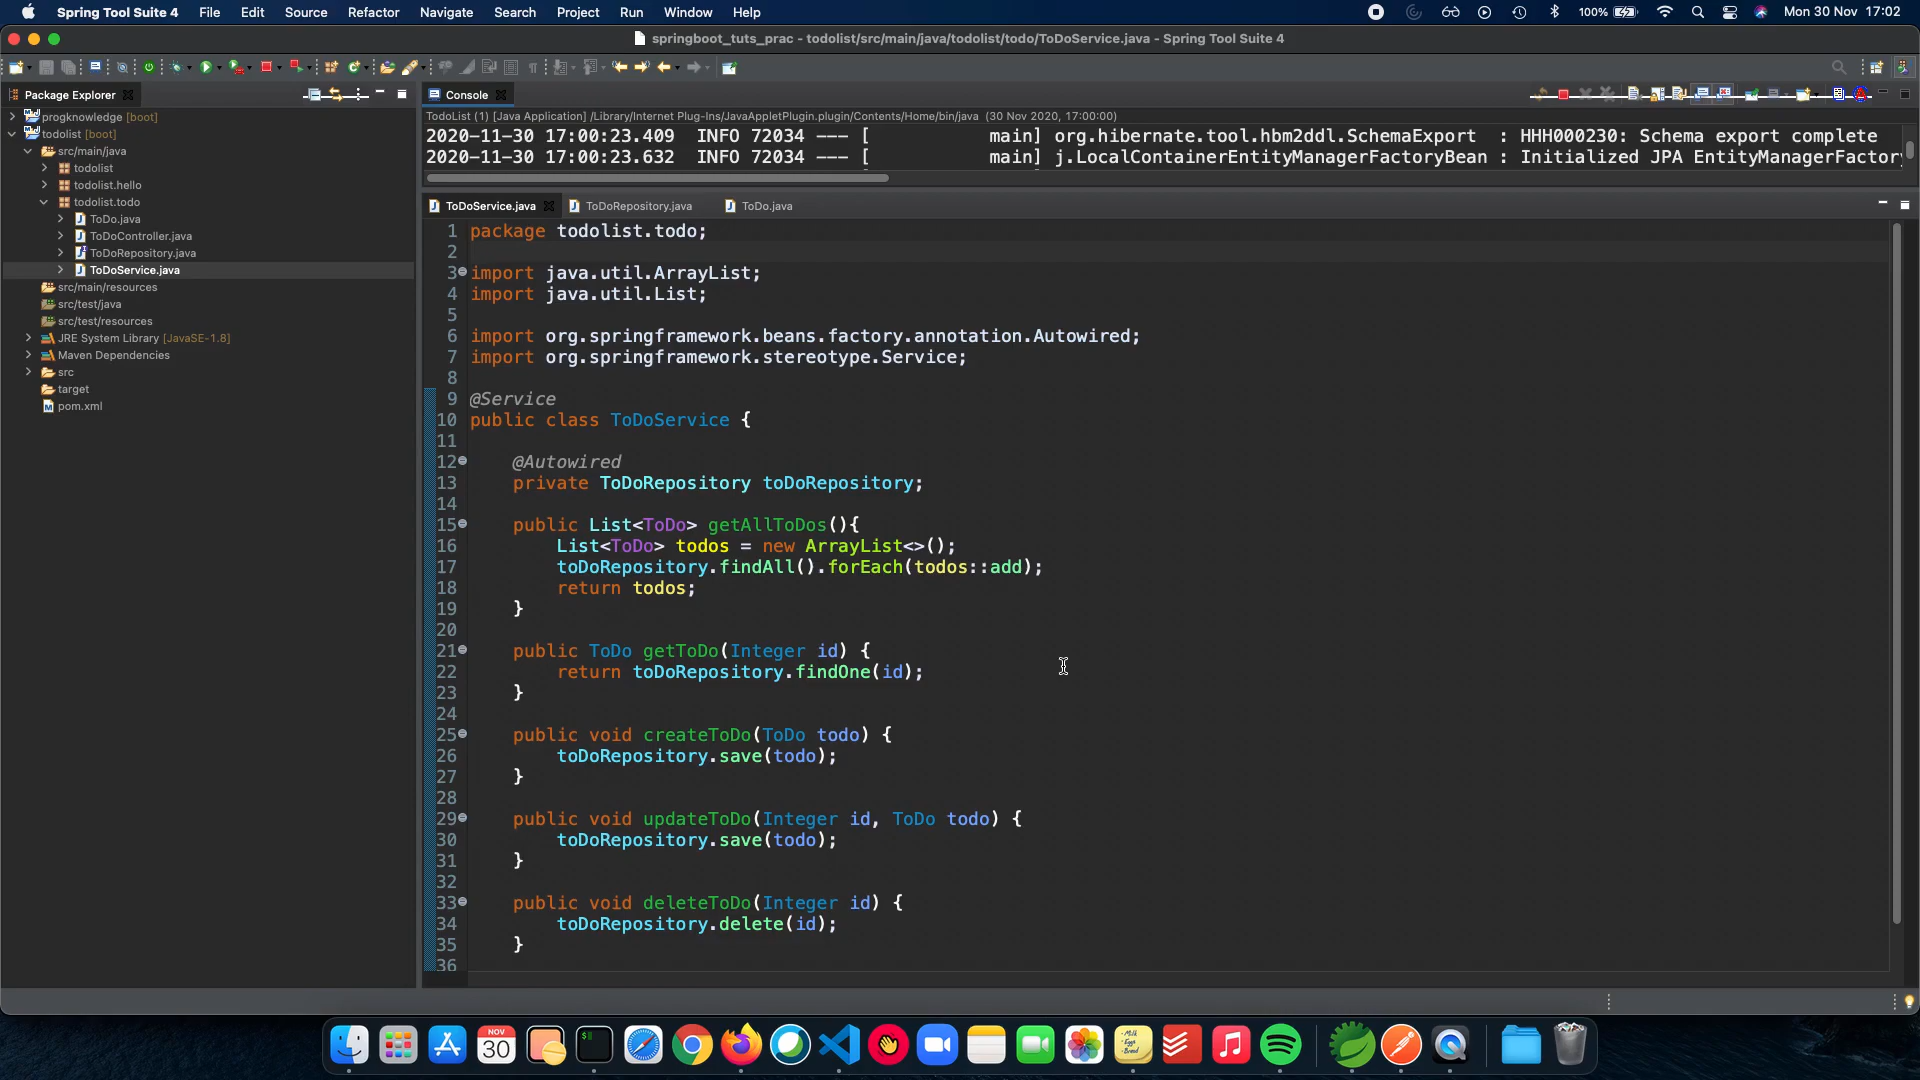 Spring Tool Suite 4 File Edit Source Refactor Navigate Search Project Run Window Help 100% Mon 30 Nov 17:02
springboot_tuts_prac - todolist/src/main/java/todolist/todo/ToDoService.java - Spring Tool Suite 4
Package Explorer
progknowledge [boot]
todolist [boot]
src/main/java
todolist
todolist.hello
todolist.todo
ToDo.java
ToDoController.java
ToDoRepository.java
ToDoService.java
src/main/resources
src/test/java
src/test/resources
JRE System Library [JavaSE-1.8]
Maven Dependencies
src
target
pom.xml
Console
TodoList (1) [Java Application] /Library/Internet Plug-Ins/JavaAppletPlugin.plugin/Contents/Home/bin/java (30 Nov 2020, 17:00:00)
2020-11-30 17:00:23.409 INFO 72034 --- [ main] org.hibernate.tool.hbm2ddl.SchemaExport : HHH000230: Schema export complete
2020-11-30 17:00:23.632 INFO 72034 --- [ main] j.LocalContainerEntityManagerFactoryBean : Initialized JPA EntityManagerFactory
ToDoService.java ToDoRepository.java ToDo.java
1 package todolist.todo;
2
3 import java.util.ArrayList;
4 import java.util.List;
5
6 import org.springframework.beans.factory.annotation.Autowired;
7 import org.springframework.stereotype.Service;
8
9 @Service
10 public class ToDoService {
11
12 @Autowired
13 private ToDoRepository toDoRepository;
14
15 public List<ToDo> getAllToDos(){
16 List<ToDo> todos = new ArrayList<>();
17 toDoRepository.findAll().forEach(todos::add);
18 return todos;
19 }
20
21 public ToDo getToDo(Integer id) {
22 return toDoRepository.findOne(id);
23 }
24
25 public void createToDo(ToDo todo) {
26 toDoRepository.save(todo);
27 }
28
29 public void updateToDo(Integer id, ToDo todo) {
30 toDoRepository.save(todo);
31 }
32
33 public void deleteToDo(Integer id) {
34 toDoRepository.delete(id);
35 }
36
NOV
30